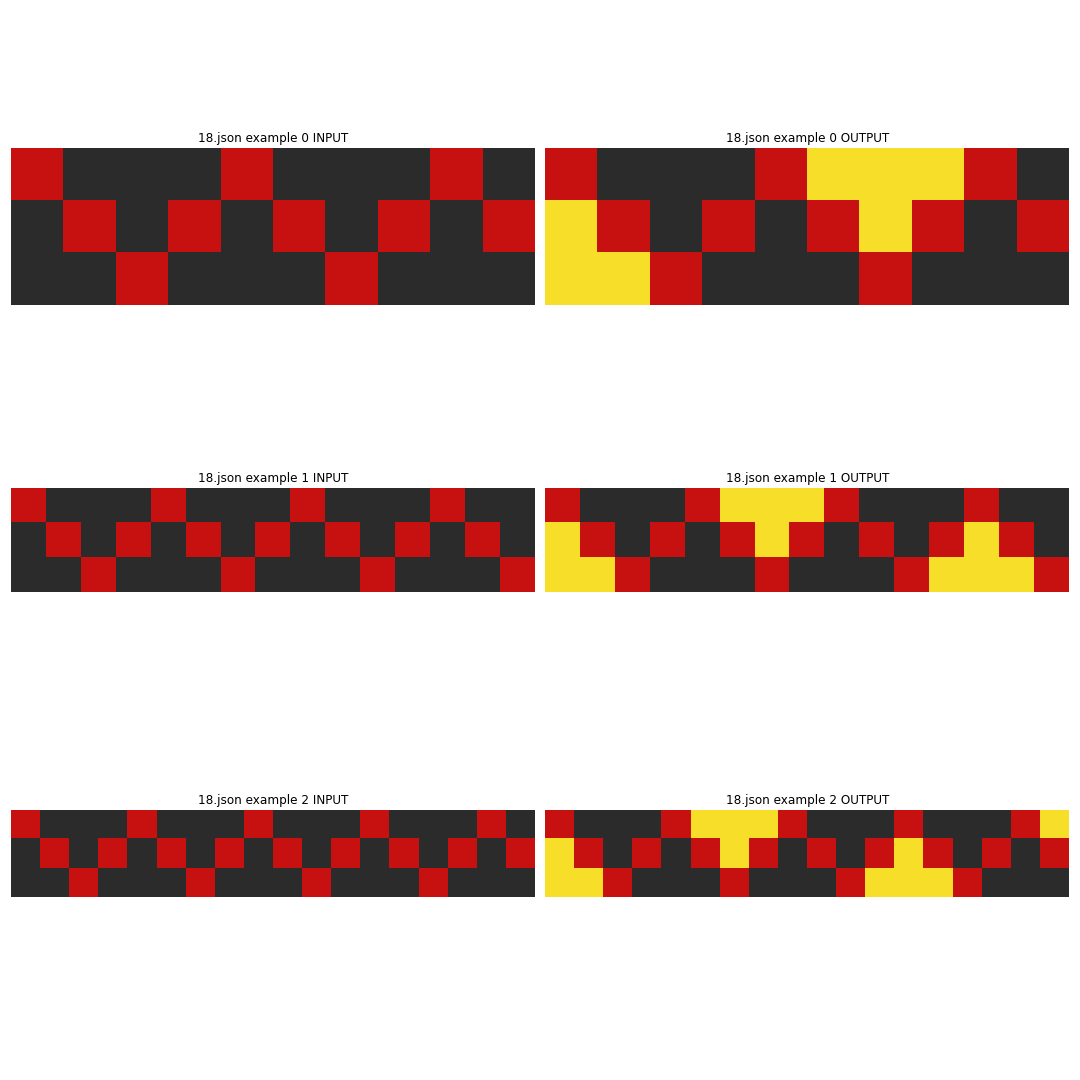 18.json example 0 INPUT
18.json example 0 OUTPUT
18.json example 1 INPUT
18.json example 1 OUTPUT
18.json example 2 INPUT
18.json example 2 OUTPUT